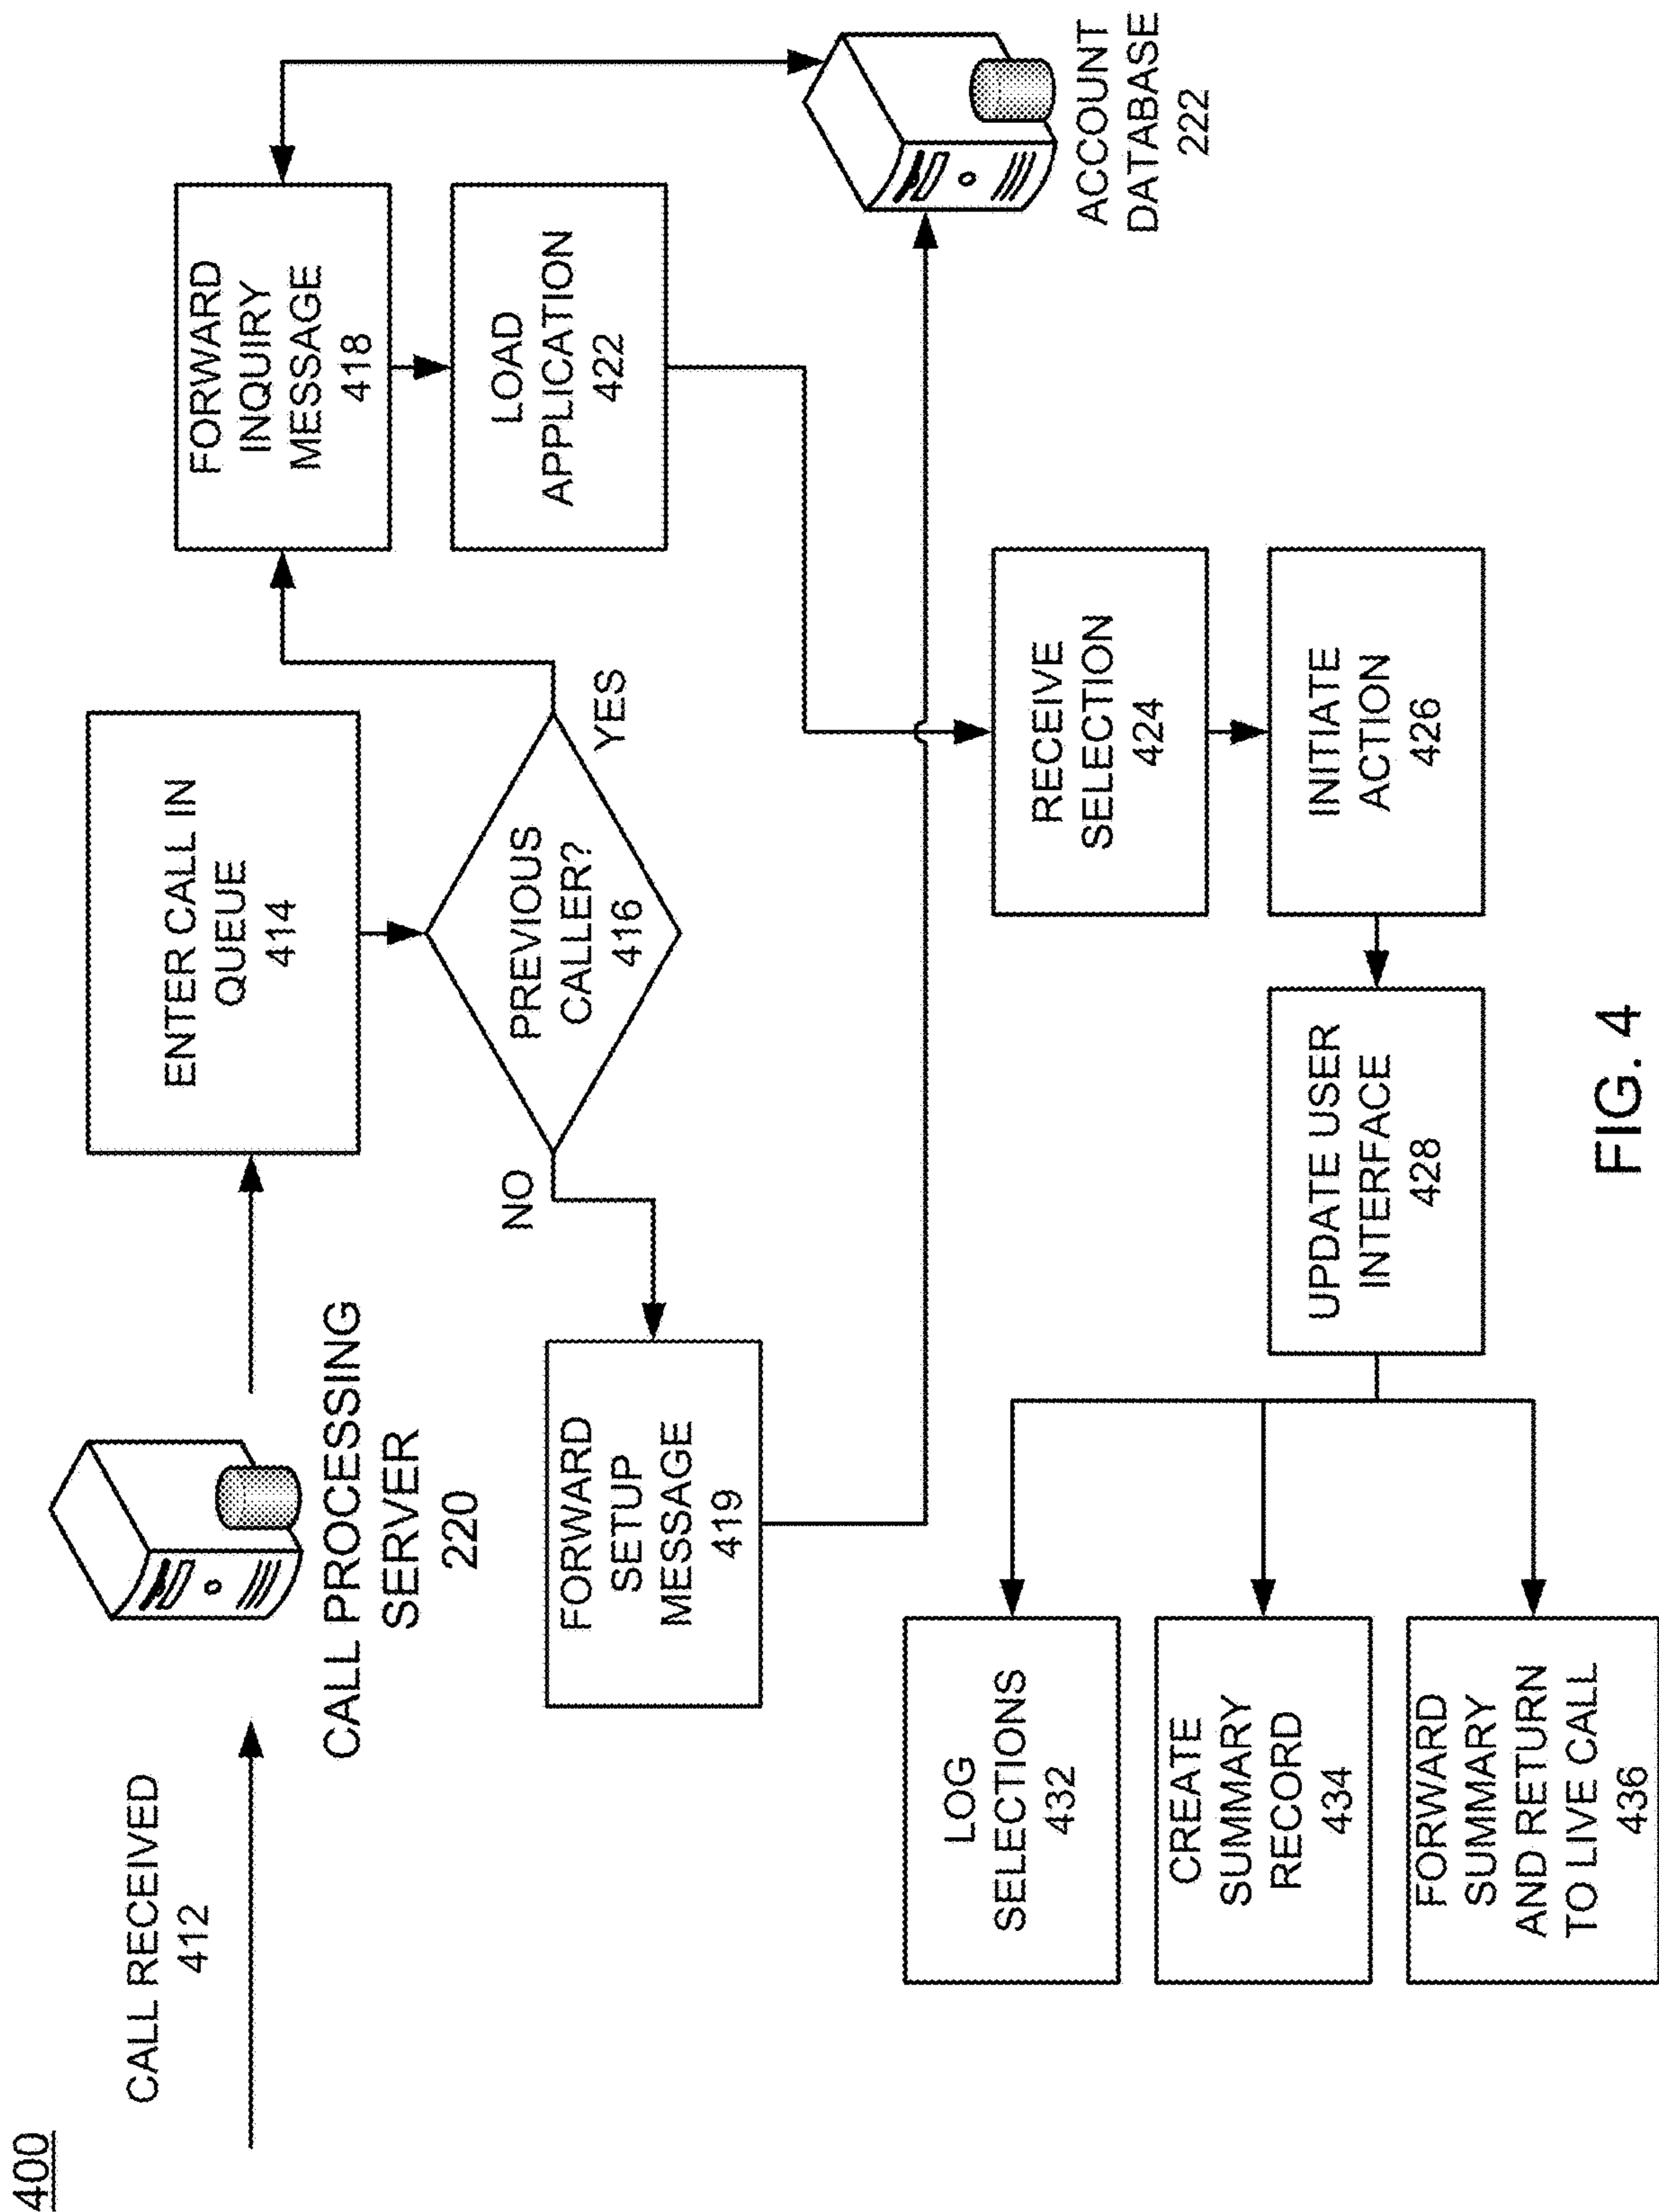 400
CALL RECEIVED
412
CALL PROCESSING
SERVER
220
ENTER CALL IN
QUEUE
414
PREVIOUS
CALLER?
416
YES
NO
FORWARD
INQUIRY
MESSAGE
418
LOAD
APPLICATION
422
FORWARD
SETUP
MESSAGE
419
ACCOUNT
DATABASE
222
RECEIVE
SELECTION
424
INITIATE
ACTION
426
UPDATE USER
INTERFACE
428
LOG
SELECTIONS
432
CREATE
SUMMARY
RECORD
434
FORWARD
SUMMARY
AND RETURN
TO LIVE CALL
436
FIG. 4